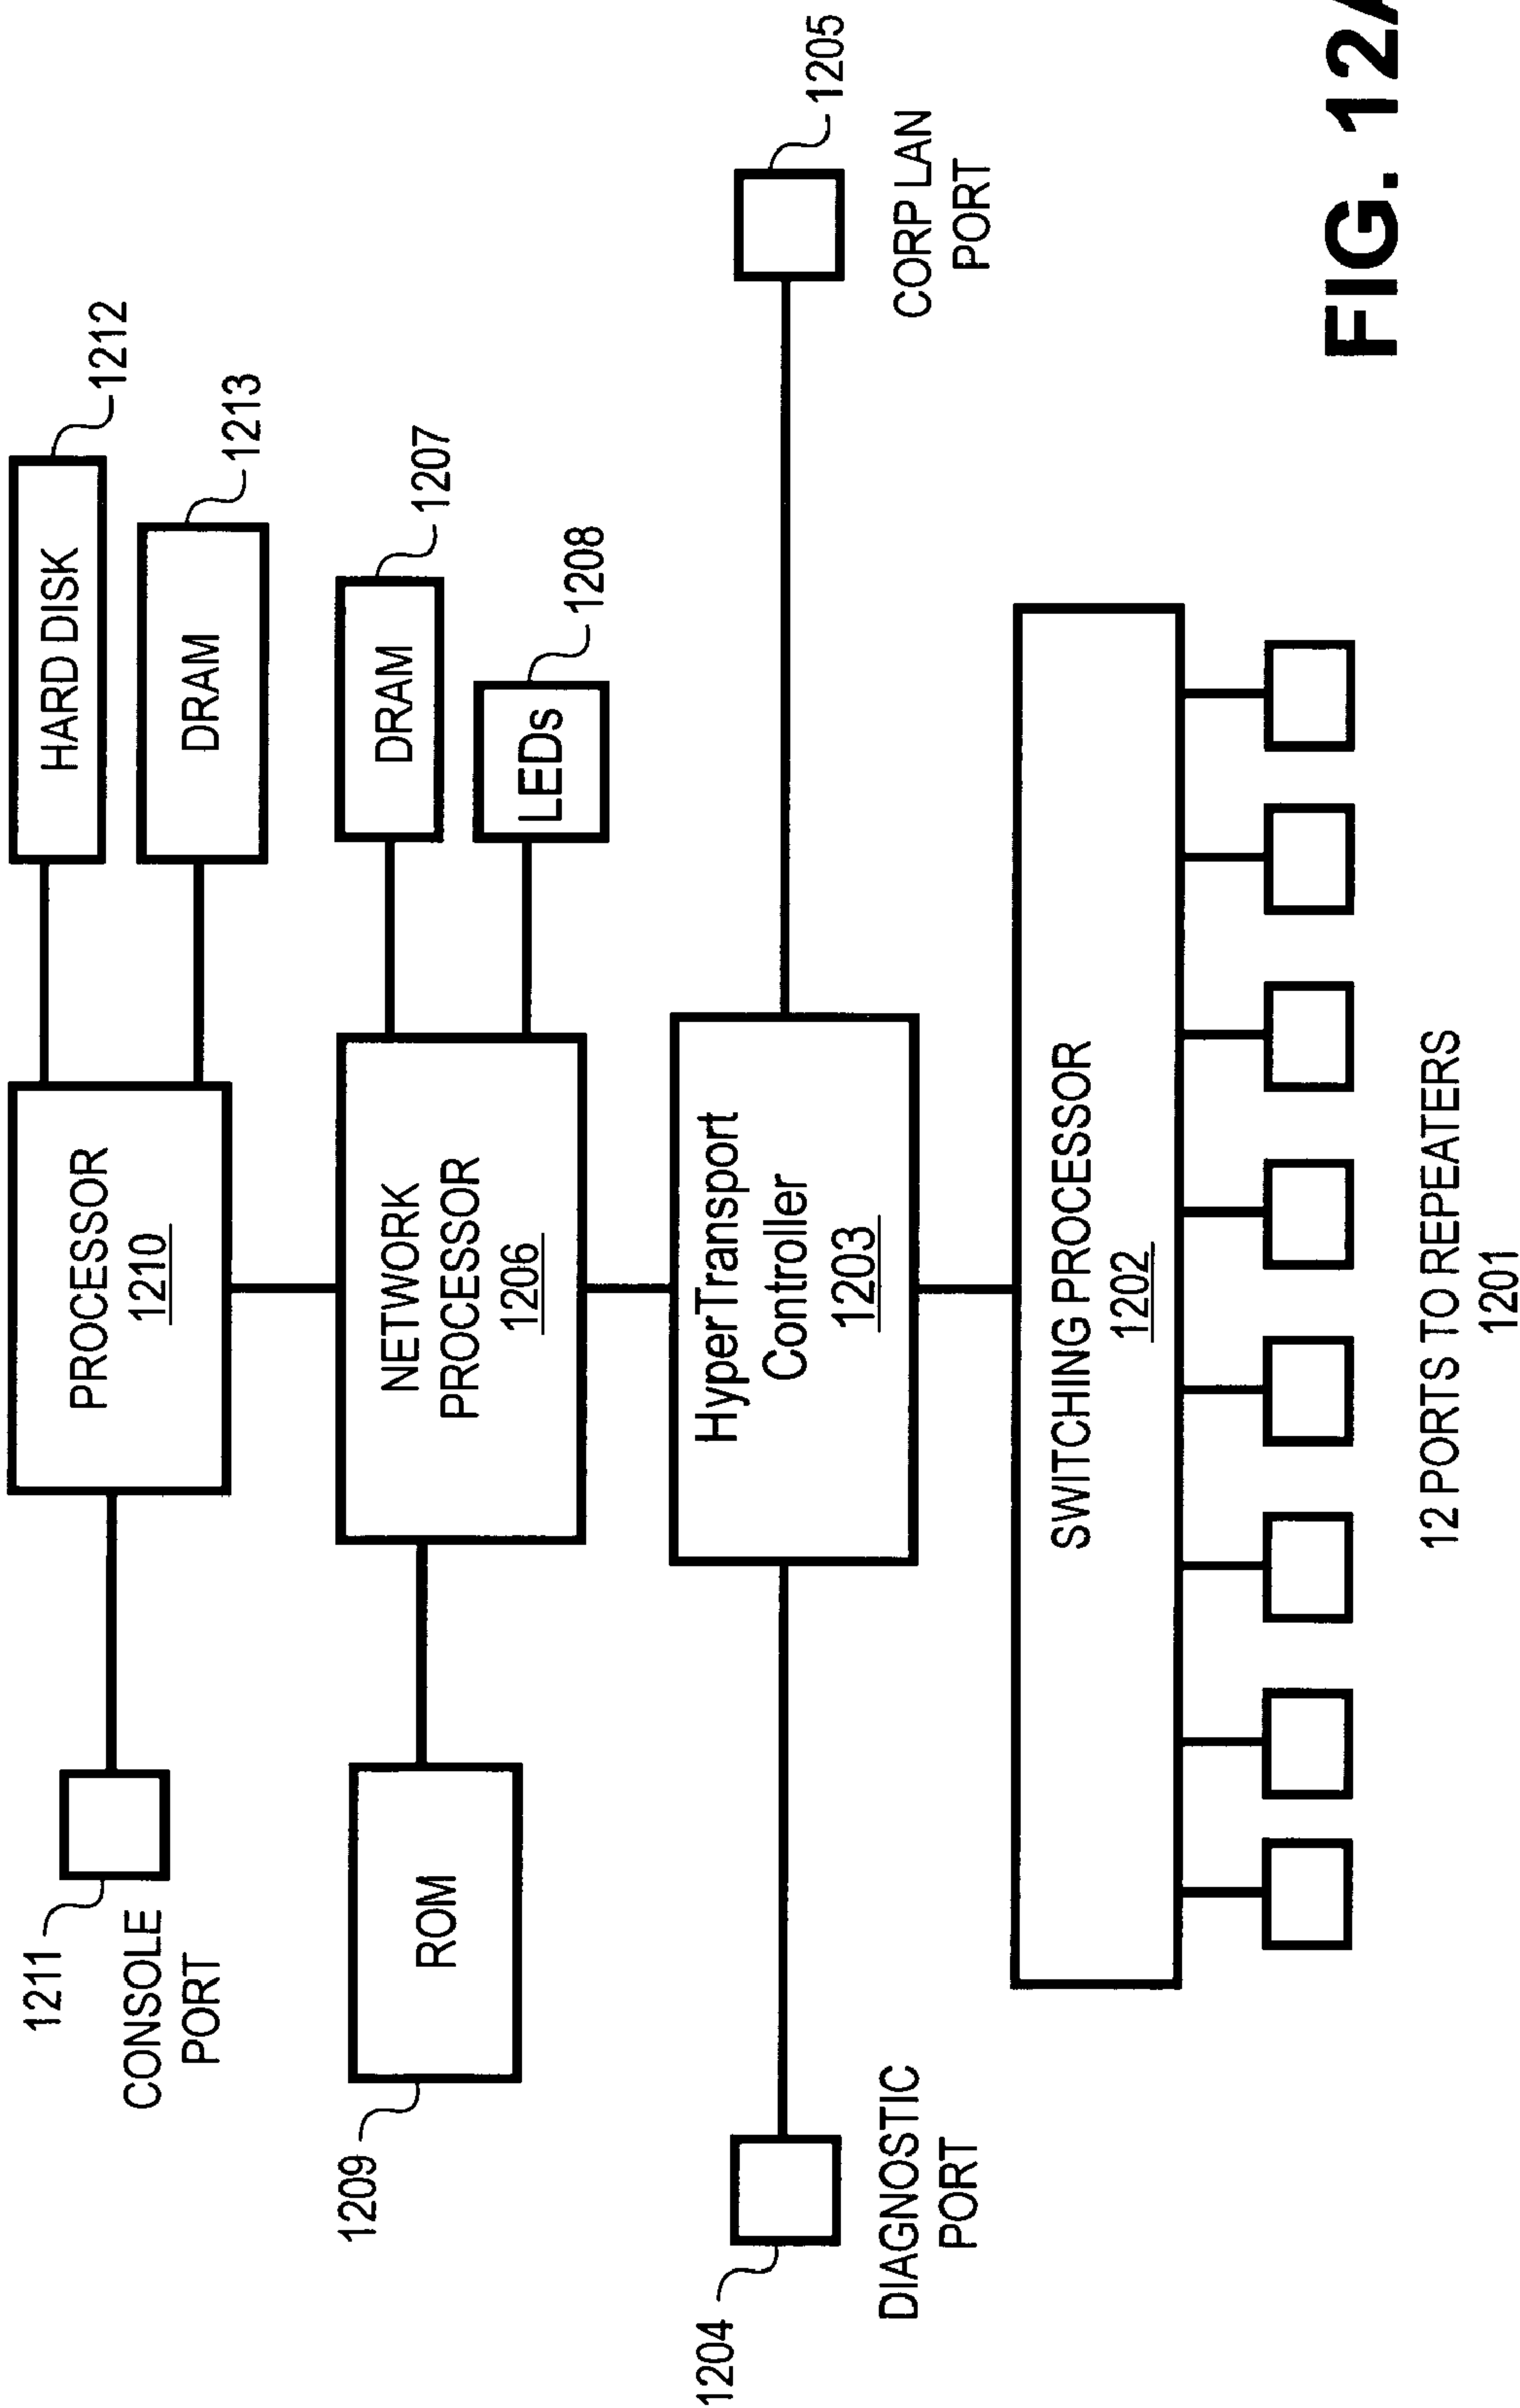 1211
CONSOLE
PORT
PROCESSOR
1210
HARD DISK
1212
DRAM
1213
1209
ROM
NETWORK
PROCESSOR
1206
DRAM
1207
LEDs
1208
1204
DIAGNOSTIC
PORT
HyperTransport
Controller
1203
1205
CORP LAN
PORT
SWITCHING PROCESSOR
1202
12 PORTS TO REPEATERS
1201
FIG. 12A